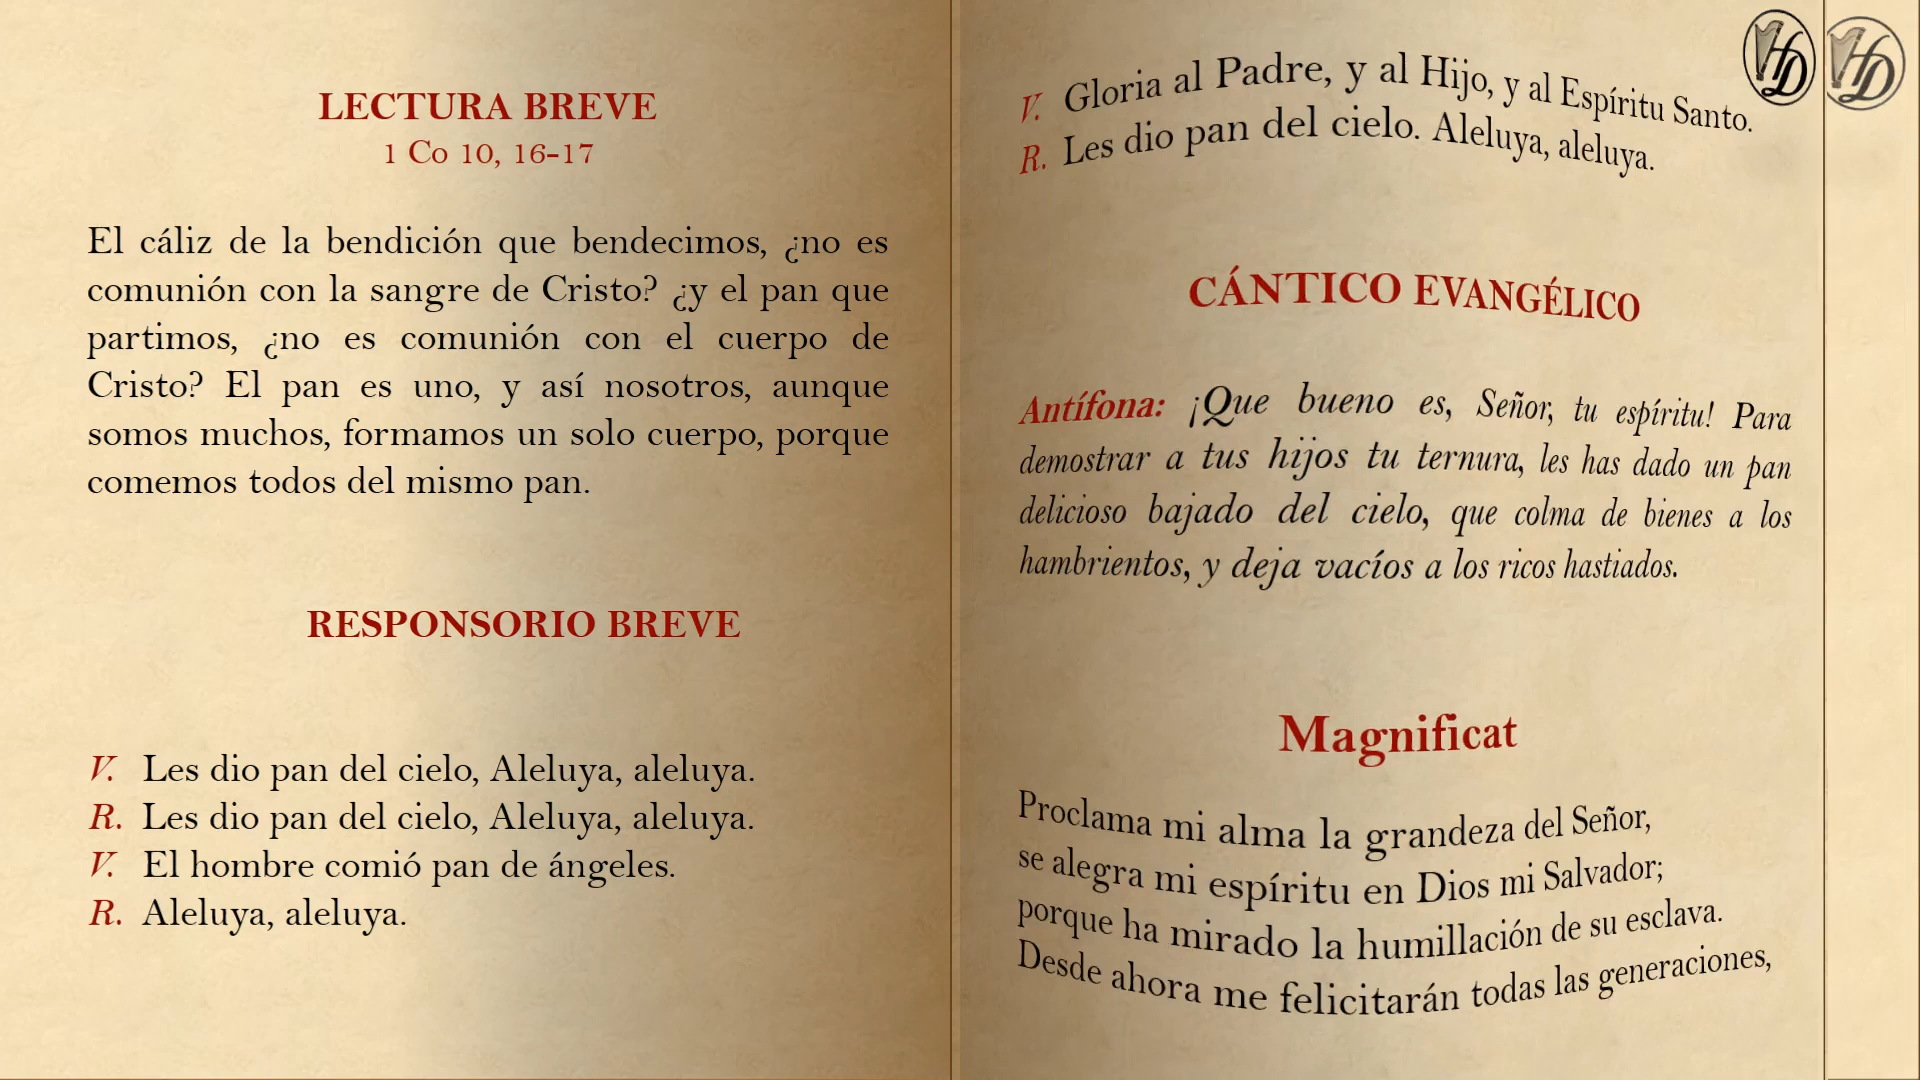 LECTURA BREVE
1 Co 10, 16-17
El cáliz de la bendición que bendecimos, ¿no es
comunión con la sangre de Cristo? ¿y el pan que
partimos, ¿no es comunión con el cuerpo de
Cristo? El pan es uno, y así nosotros, aunque
somos muchos, formamos un solo cuerpo, porque
comemos todos del mismo pan.
RESPONSORIO BREVE
V. Les dio pan del cielo, Aleluya, aleluya.
R. Les dio pan del cielo, Aleluya, aleluya.
V. El hombre comió pan de ángeles.
R. Aleluya, aleluya.
V. Gloria al Padre, y al Hijo, y al Espíritu Santo.
R. Les dio pan del cielo. Aleluya, aleluya.
CÁNTICO EVANGÉLICO
Antífona: ¡Que bueno es, Señor, tu espíritu! Para
demostrar a tus hijos tu ternura, les has dado un pan
delicioso bajado del cielo, que colma de bienes a los
hambrientos, y deja vacíos a los ricos hastiados.
Magnificat
Proclama mi alma la grandeza del Señor,
se alegra mi espíritu en Dios mi Salvador;
porque ha mirado la humillación de su esclava.
Desde ahora me felicitarán todas las generaciones,
HD
HD